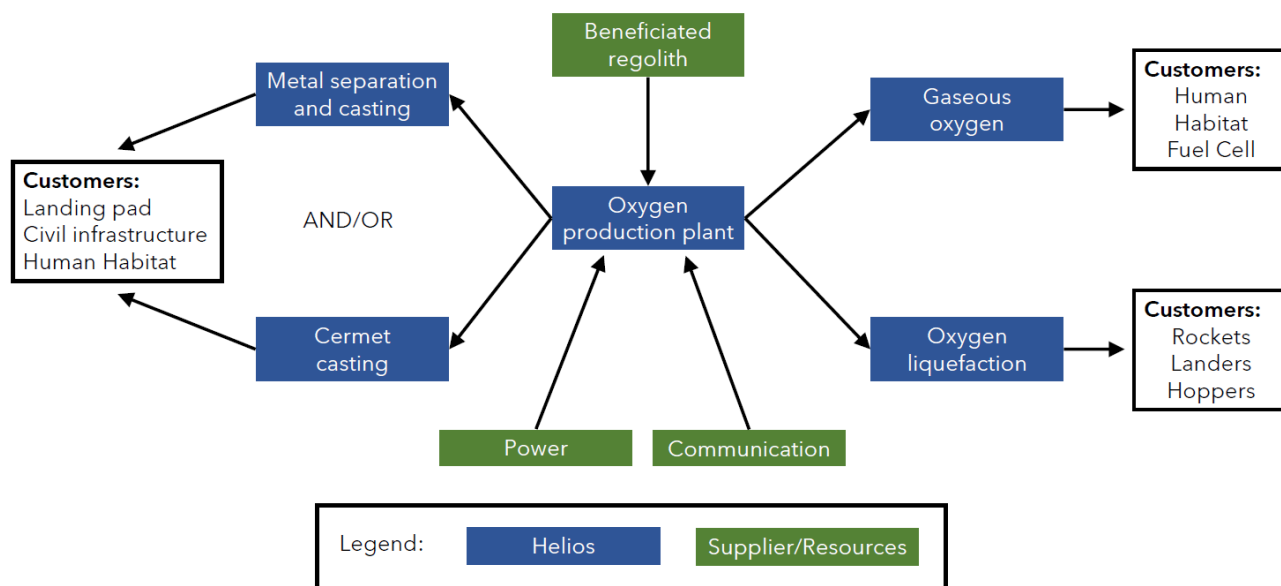 Beneficiated
regolith
Metal separation
and casting
Gaseous
oxygen
Customers:
Human
Habitat
Fuel Cell
Customers:
Landing pad
Civil infrastructure
Human Habitat
AND/OR
Oxygen
production plant
Cermet
casting
Oxygen
liquefaction
Customers:
Rockets
Landers
Hoppers
Power
Communication
Legend:
Helios
Supplier/Resources